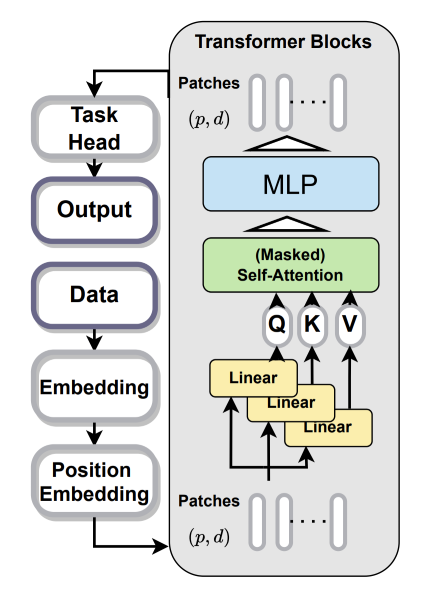 Transformer Blocks
Patches
(p, d)
....
Task
Head
MLP
Output
(Masked)
Self-Attention
Data
Q
K
V
Linear
Linear
Linear
Embedding
Position
Embedding
Patches
(p, d)
....